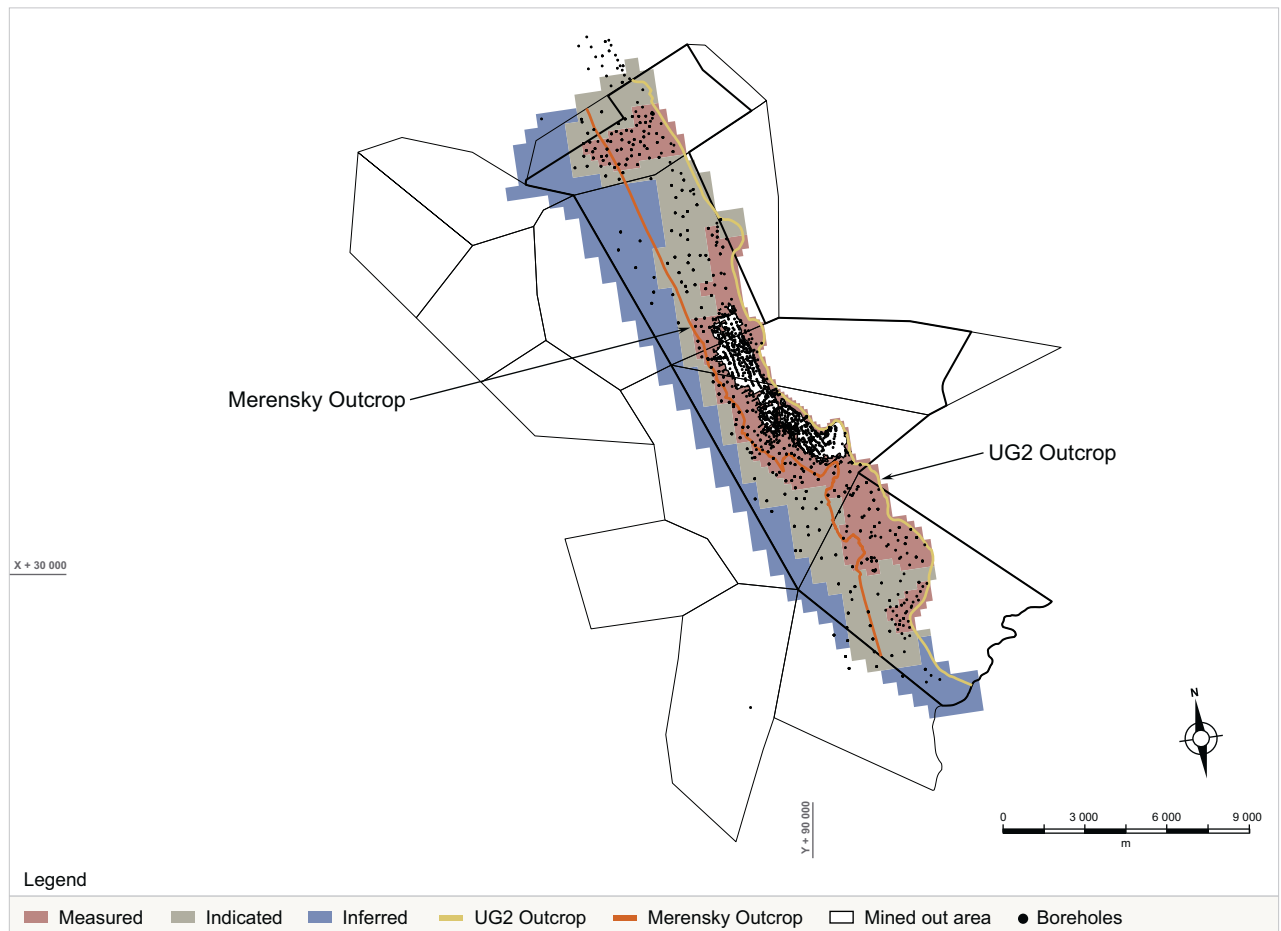 Merensky Outcrop
UG2 Outcrop
X + 30 000
Y + 90 000
N
0 3 000 6 000 9 000
m
Legend
Measured Indicated Inferred UG2 Outcrop Merensky Outcrop Mined out area Boreholes